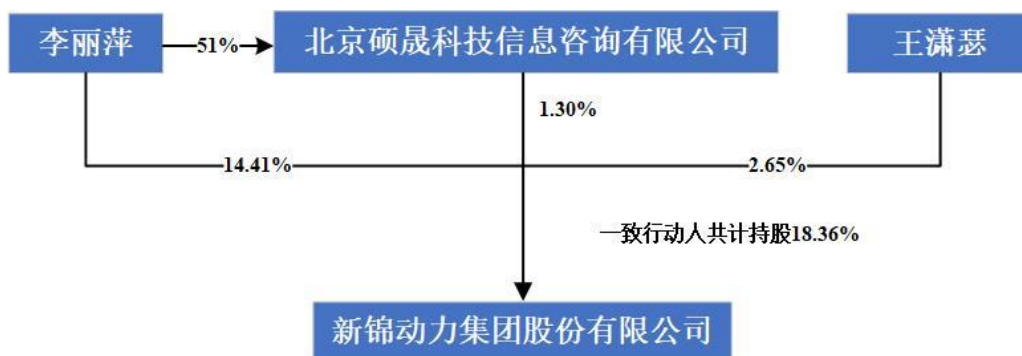 李丽萍
51%
北京硕晟科技信息咨询有限公司
王潇瑟
1.30%
14.41%
2.65%
一致行动人共计持股18.36%
新锦动力集团股份有限公司